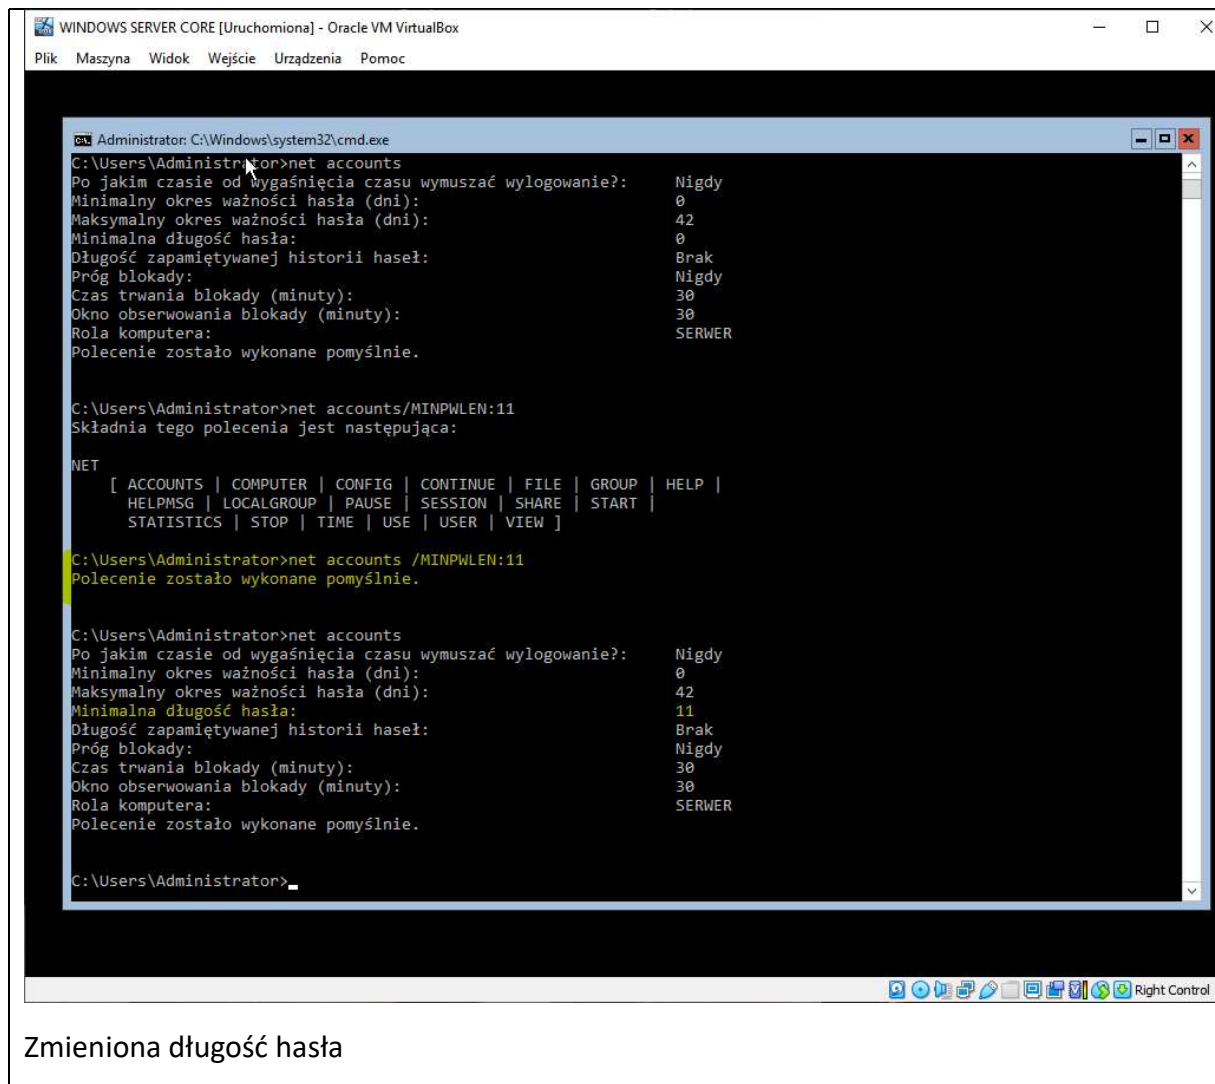 WINDOWS SERVER CORE [Uruchomiona] - Oracle VM VirtualBox
Plik Maszyna Widok Wejście Urządzenia Pomoc
Administrator: C:\Windows\system32\cmd.exe
C:\Users\Administrator>net accounts
Po jakim czasie od wygaśnięcia czasu wymuszać wylogowanie?: Nigdy
Minimalny okres ważności hasła (dni): 0
Maksymalny okres ważności hasła (dni): 42
Minimalna długość hasła: 0
Długość zapamiętywanej historii haseł: Brak
Próg blokady: Nigdy
Czas trwania blokady (minuty): 30
Okno obserwowania blokady (minuty): 30
Rola komputera: SERWER
Polecenie zostało wykonane pomyślnie.
C:\Users\Administrator>net accounts/MINPWLEN:11
Składnia tego polecenia jest następująca:
NET
[ ACCOUNTS | COMPUTER | CONFIG | CONTINUE | FILE | GROUP | HELP |
HELPMSG | LOCALGROUP | PAUSE | SESSION | SHARE | START |
STATISTICS | STOP | TIME | USE | USER | VIEW ]
C:\Users\Administrator>net accounts /MINPWLEN:11
Polecenie zostało wykonane pomyślnie.
C:\Users\Administrator>net accounts
Po jakim czasie od wygaśnięcia czasu wymuszać wylogowanie?: Nigdy
Minimalny okres ważności hasła (dni): 0
Maksymalny okres ważności hasła (dni): 42
Minimalna długość hasła: 11
Długość zapamiętywanej historii haseł: Brak
Próg blokady: Nigdy
Czas trwania blokady (minuty): 30
Okno obserwowania blokady (minuty): 30
Rola komputera: SERWER
Polecenie zostało wykonane pomyślnie.
C:\Users\Administrator>
Right Control
Zmieniona długość hasła